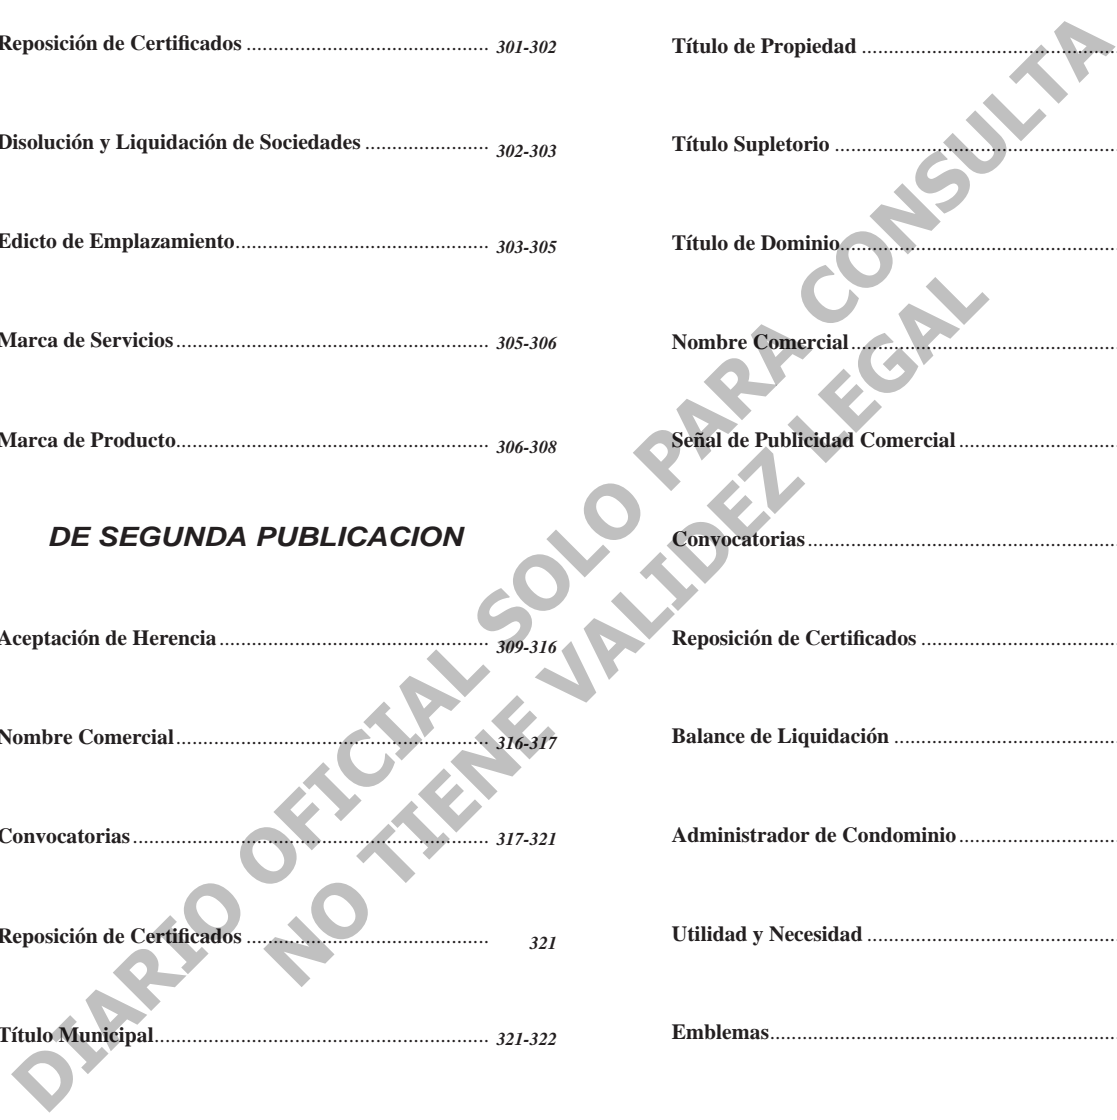 Reposición de Certificados ............................................. 301-302
Disolución y Liquidación de Sociedades ....................... 302-303
Edicto de Emplazamiento............................................... 303-305
Marca de Servicios.......................................................... 305-306
Marca de Producto.......................................................... 306-308
DE SEGUNDA PUBLICACION
Aceptación de Herencia .................................................. 309-316
Nombre Comercial.......................................................... 316-317
Convocatorias .................................................................. 317-321
Reposición de Certificados ............................................. 321
Título Municipal.............................................................. 321-322
Título de Propiedad ...............................................
Título Supletorio ....................................................
Título de Dominio...................................................
Nombre Comercial.................................................
Señal de Publicidad Comercial .............................
Convocatorias .........................................................
Reposición de Certificados ....................................
Balance de Liquidación .........................................
Administrador de Condominio .............................
Utilidad y Necesidad ..............................................
Emblemas................................................................
DIARIO OFICIAL SOLO PARA CONSULTA
NO TIENE VALIDEZ LEGAL